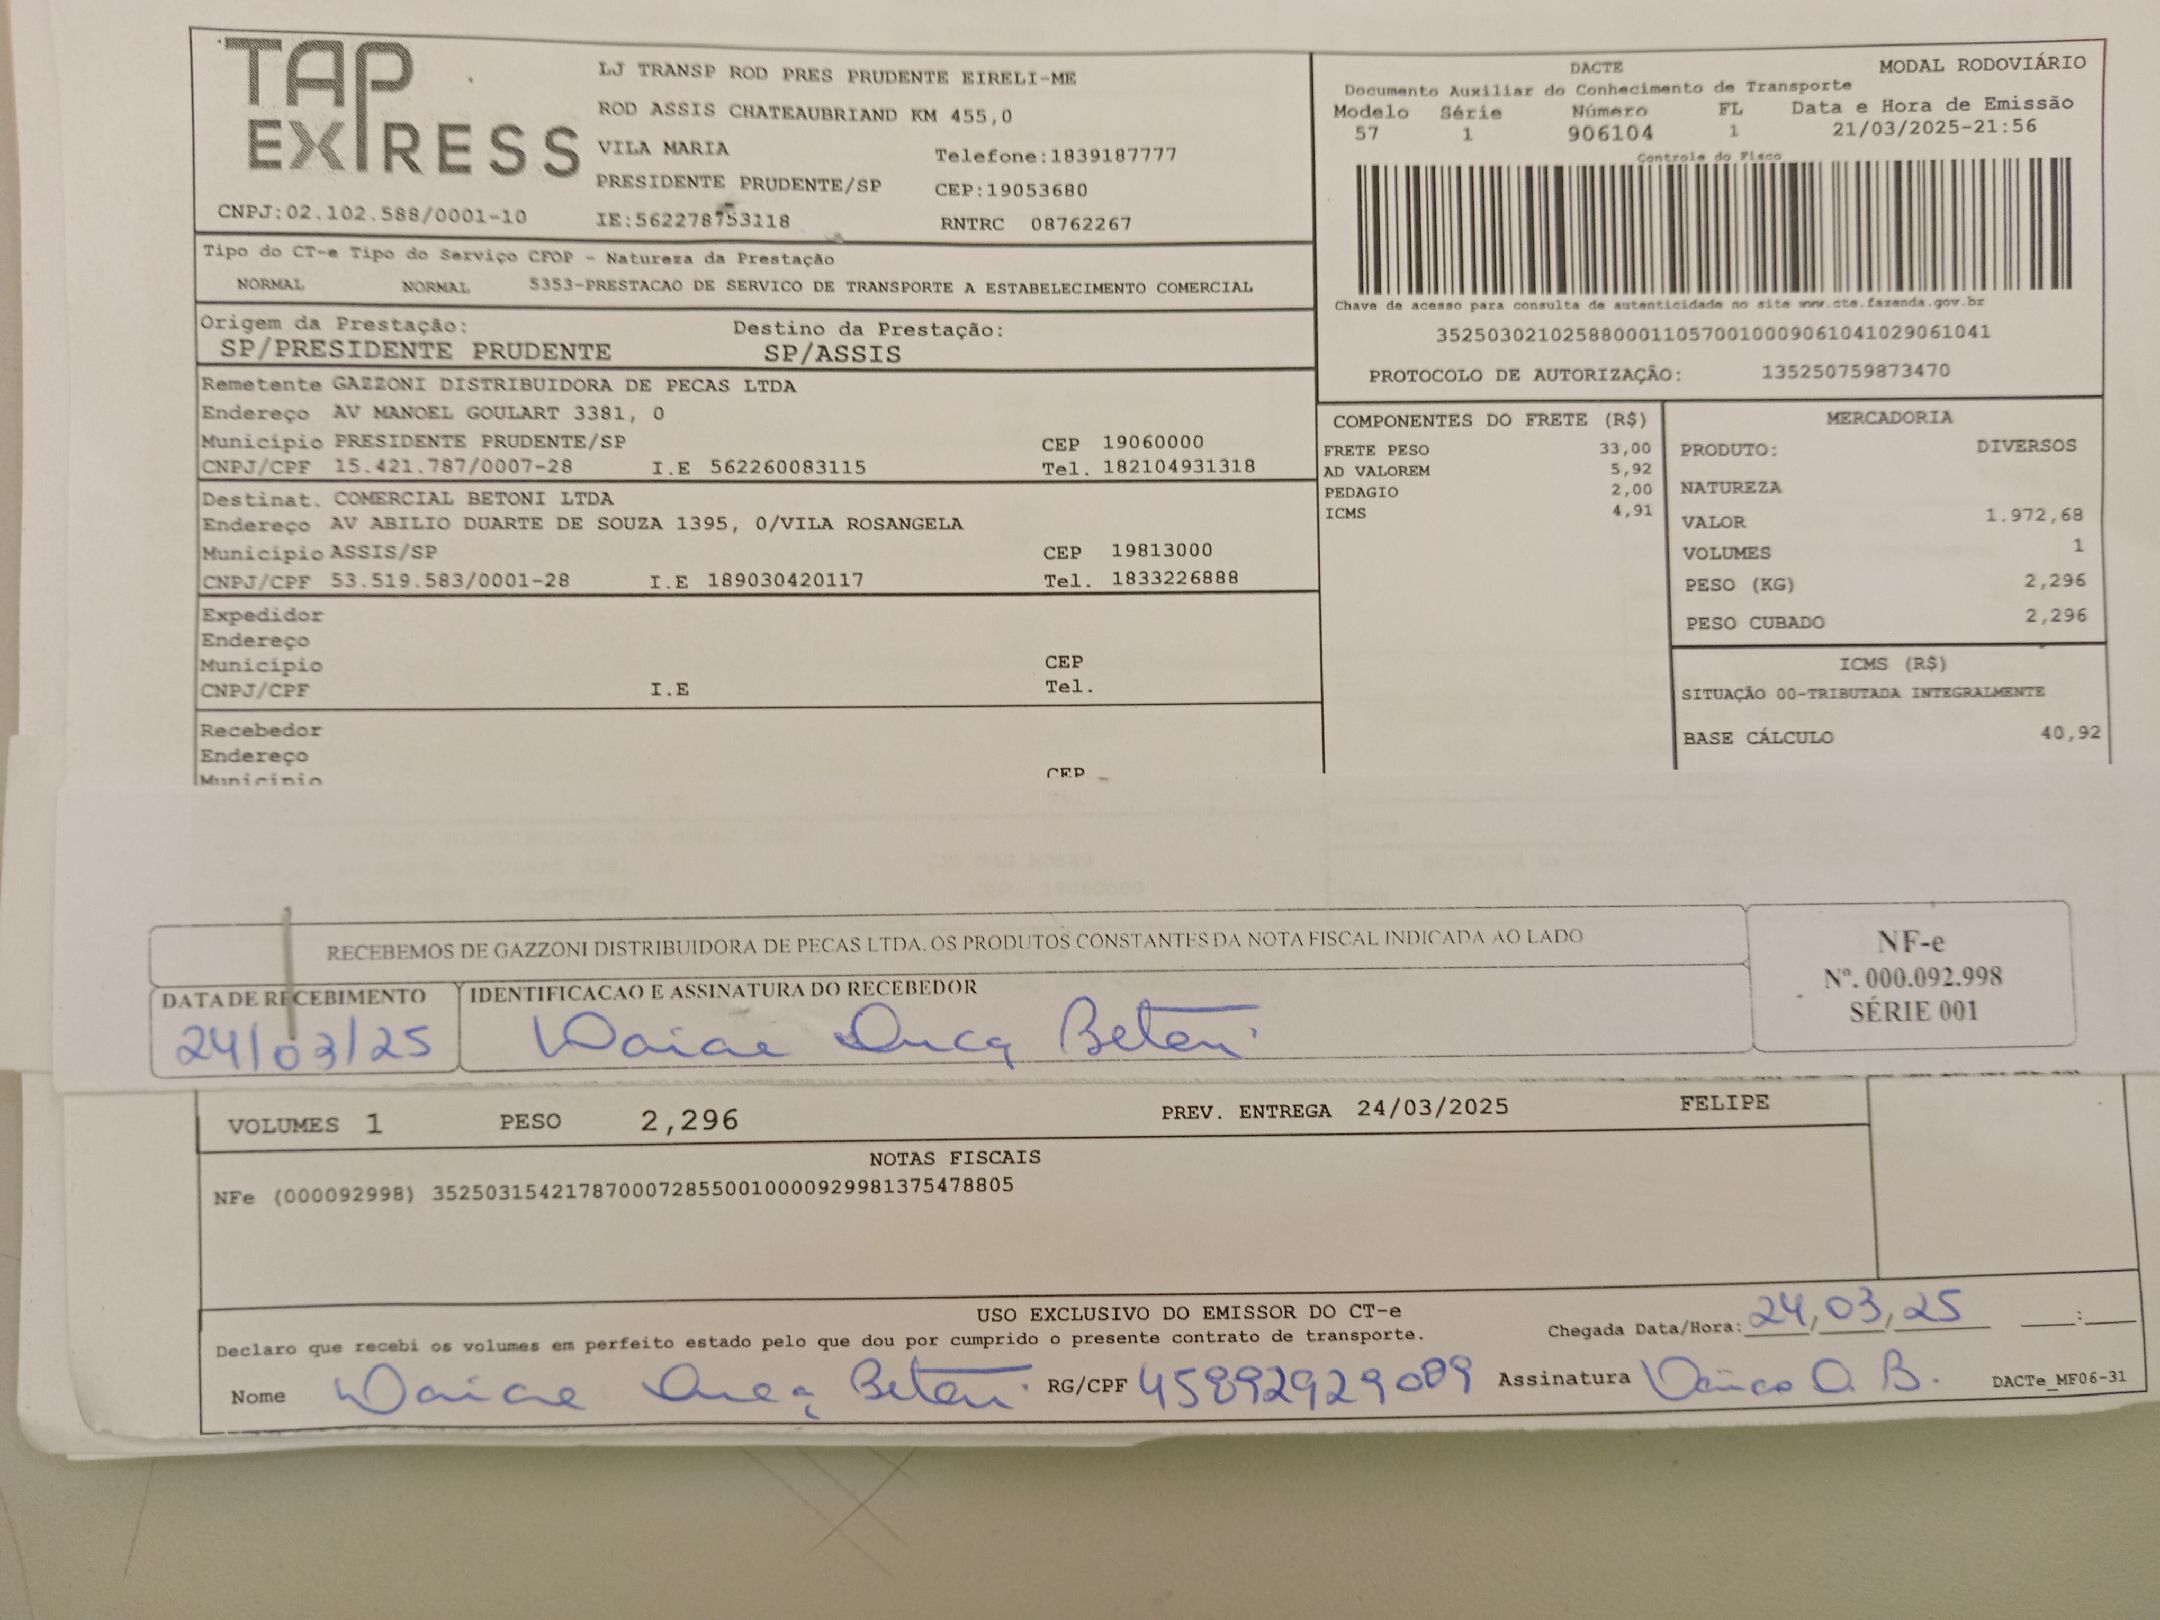 TAP EXPRESS
LJ TRANSP ROD PRES PRUDENTE EIRELI-ME
ROD ASSIS CHATEAUBRIAND KM 455,0
VILA MARIA Telefone:1839187777
PRESIDENTE PRUDENTE/SP CEP:19053680
CNPJ:02.102.588/0001-10 IE:562278753118 RNTRC 08762267
DACTE MODAL RODOVIÁRIO
Documento Auxiliar do Conhecimento de Transporte
Modelo Série Número FL Data e Hora de Emissão
57 1 906104 1 21/03/2025-21:56
Controle do Fisco
Chave de acesso para consulta de autenticidade no site www.cte.fazenda.gov.br
35250302102588000110570010009061041029061041
PROTOCOLO DE AUTORIZAÇÃO: 135250759873470
Tipo do CT-e Tipo do Serviço CFOP - Natureza da Prestação
NORMAL NORMAL 5353-PRESTACAO DE SERVICO DE TRANSPORTE A ESTABELECIMENTO COMERCIAL
Origem da Prestação: Destino da Prestação:
SP/PRESIDENTE PRUDENTE SP/ASSIS
Remetente GAZZONI DISTRIBUIDORA DE PECAS LTDA
Endereço AV MANOEL GOULART 3381, 0
Município PRESIDENTE PRUDENTE/SP CEP 19060000
CNPJ/CPF 15.421.787/0007-28 I.E 562260083115 Tel. 182104931318
Destinat. COMERCIAL BETONI LTDA
Endereço AV ABILIO DUARTE DE SOUZA 1395, 0/VILA ROSANGELA
Município ASSIS/SP CEP 19813000
CNPJ/CPF 53.519.583/0001-28 I.E 189030420117 Tel. 1833226888
Expedidor
Endereço
Município CEP
CNPJ/CPF I.E Tel.
Recebedor
Endereço
Município CEP
COMPONENTES DO FRETE (R$)
FRETE PESO 33,00
AD VALOREM 5,92
PEDAGIO 2,00
ICMS 4,91
MERCADORIA
PRODUTO: DIVERSOS
NATUREZA
VALOR 1.972,68
VOLUMES 1
PESO (KG) 2,296
PESO CUBADO 2,296
ICMS (R$)
SITUAÇÃO 00-TRIBUTADA INTEGRALMENTE
BASE CÁLCULO 40,92
RECEBEMOS DE GAZZONI DISTRIBUIDORA DE PECAS LTDA. OS PRODUTOS CONSTANTES DA NOTA FISCAL INDICADA AO LADO
DATA DE RECEBIMENTO IDENTIFICACAO E ASSINATURA DO RECEBEDOR
24/03/25
NF-e
Nº. 000.092.998
SÉRIE 001
VOLUMES 1 PESO 2,296 PREV. ENTREGA 24/03/2025 FELIPE
NOTAS FISCAIS
NFe (000092998) 35250315421787000728550010000929981375478805
USO EXCLUSIVO DO EMISSOR DO CT-e
Declaro que recebi os volumes em perfeito estado pelo que dou por cumprido o presente contrato de transporte.
Chegada Data/Hora: 24,03,25 :
Nome RG/CPF 45892929009 Assinatura DACTe_MF06-31